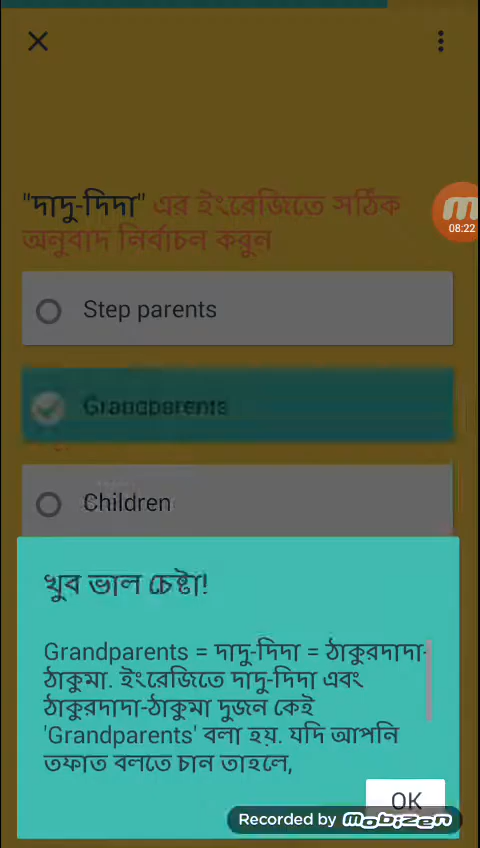 "দাদু-দিদা" এর ইংরেজিতে সঠিক
অনুবাদ নির্বাচন করুন
08:22
Step parents
Grandparents
Children
খুব ভাল চেষ্টা!
Grandparents = দাদু-দিদা = ঠাকুরদাদা-
ঠাকুমা. ইংরেজিতে দাদু-দিদা এবং
ঠাকুরদাদা-ঠাকুমা দুজন কেই
'Grandparents' বলা হয়. যদি আপনি
তফাত বলতে চান তাহলে,
OK
Recorded by mobizen